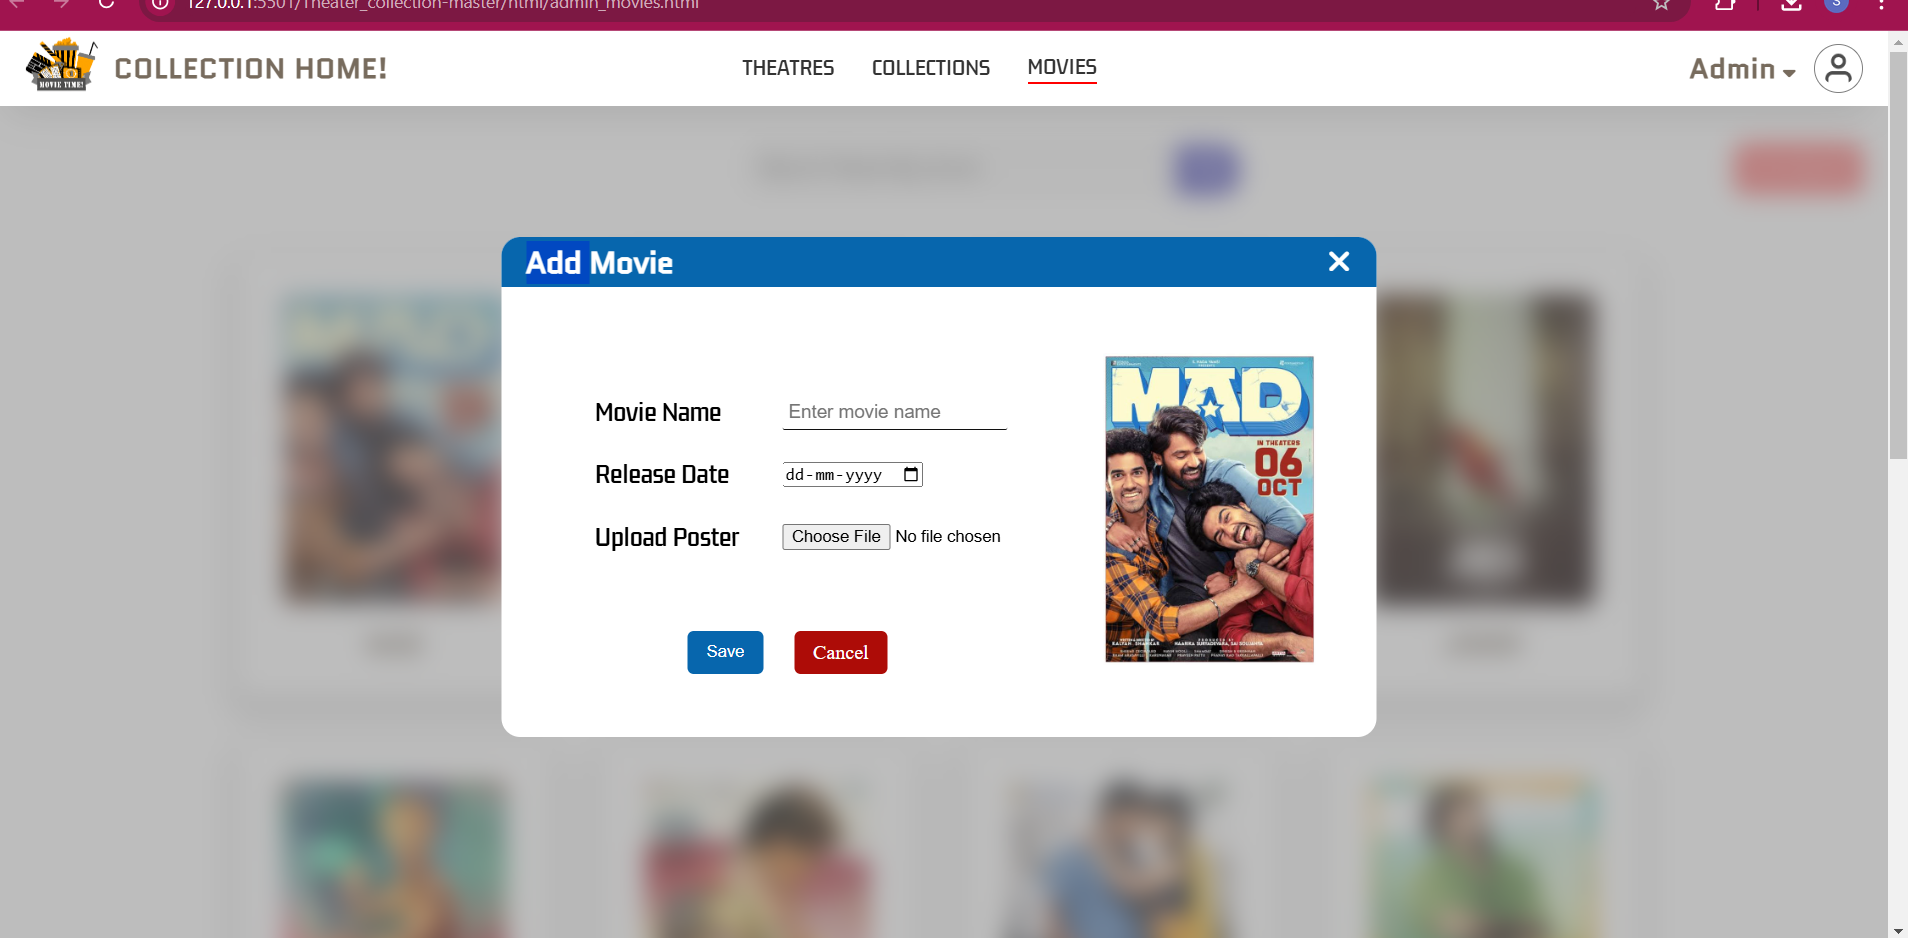 127.0.0.1:5501/Theater_collection-master/html/admin_movies.html
S
MOVIE TIME!
COLLECTION HOME!
THEATRES
COLLECTIONS
MOVIES
Admin
Add Movie
Movie Name
Enter movie name
Release Date
dd-mm-yyyy
Upload Poster
Choose File
No file chosen
Save
Cancel
MAD
IN THEATERS
06
OCT